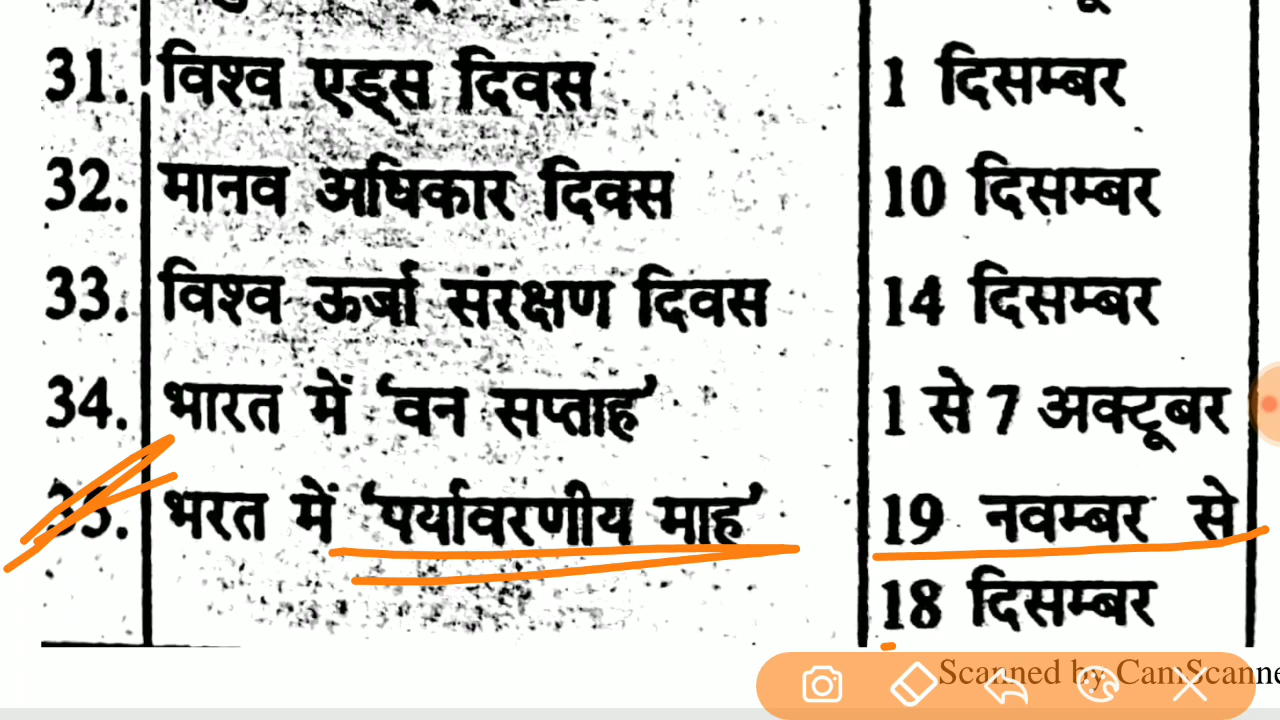 31. विश्व एड्स दिवस 1 दिसम्बर
32. मानव अधिकार दिवस 10 दिसम्बर
33. विश्व ऊर्जा संरक्षण दिवस 14 दिसम्बर
34. भारत में 'वन सप्ताह' 1 से 7 अक्टूबर
35. भरत में 'पर्यावरणीय माह' 19 नवम्बर से
18 दिसम्बर
Scanned by CamScanne